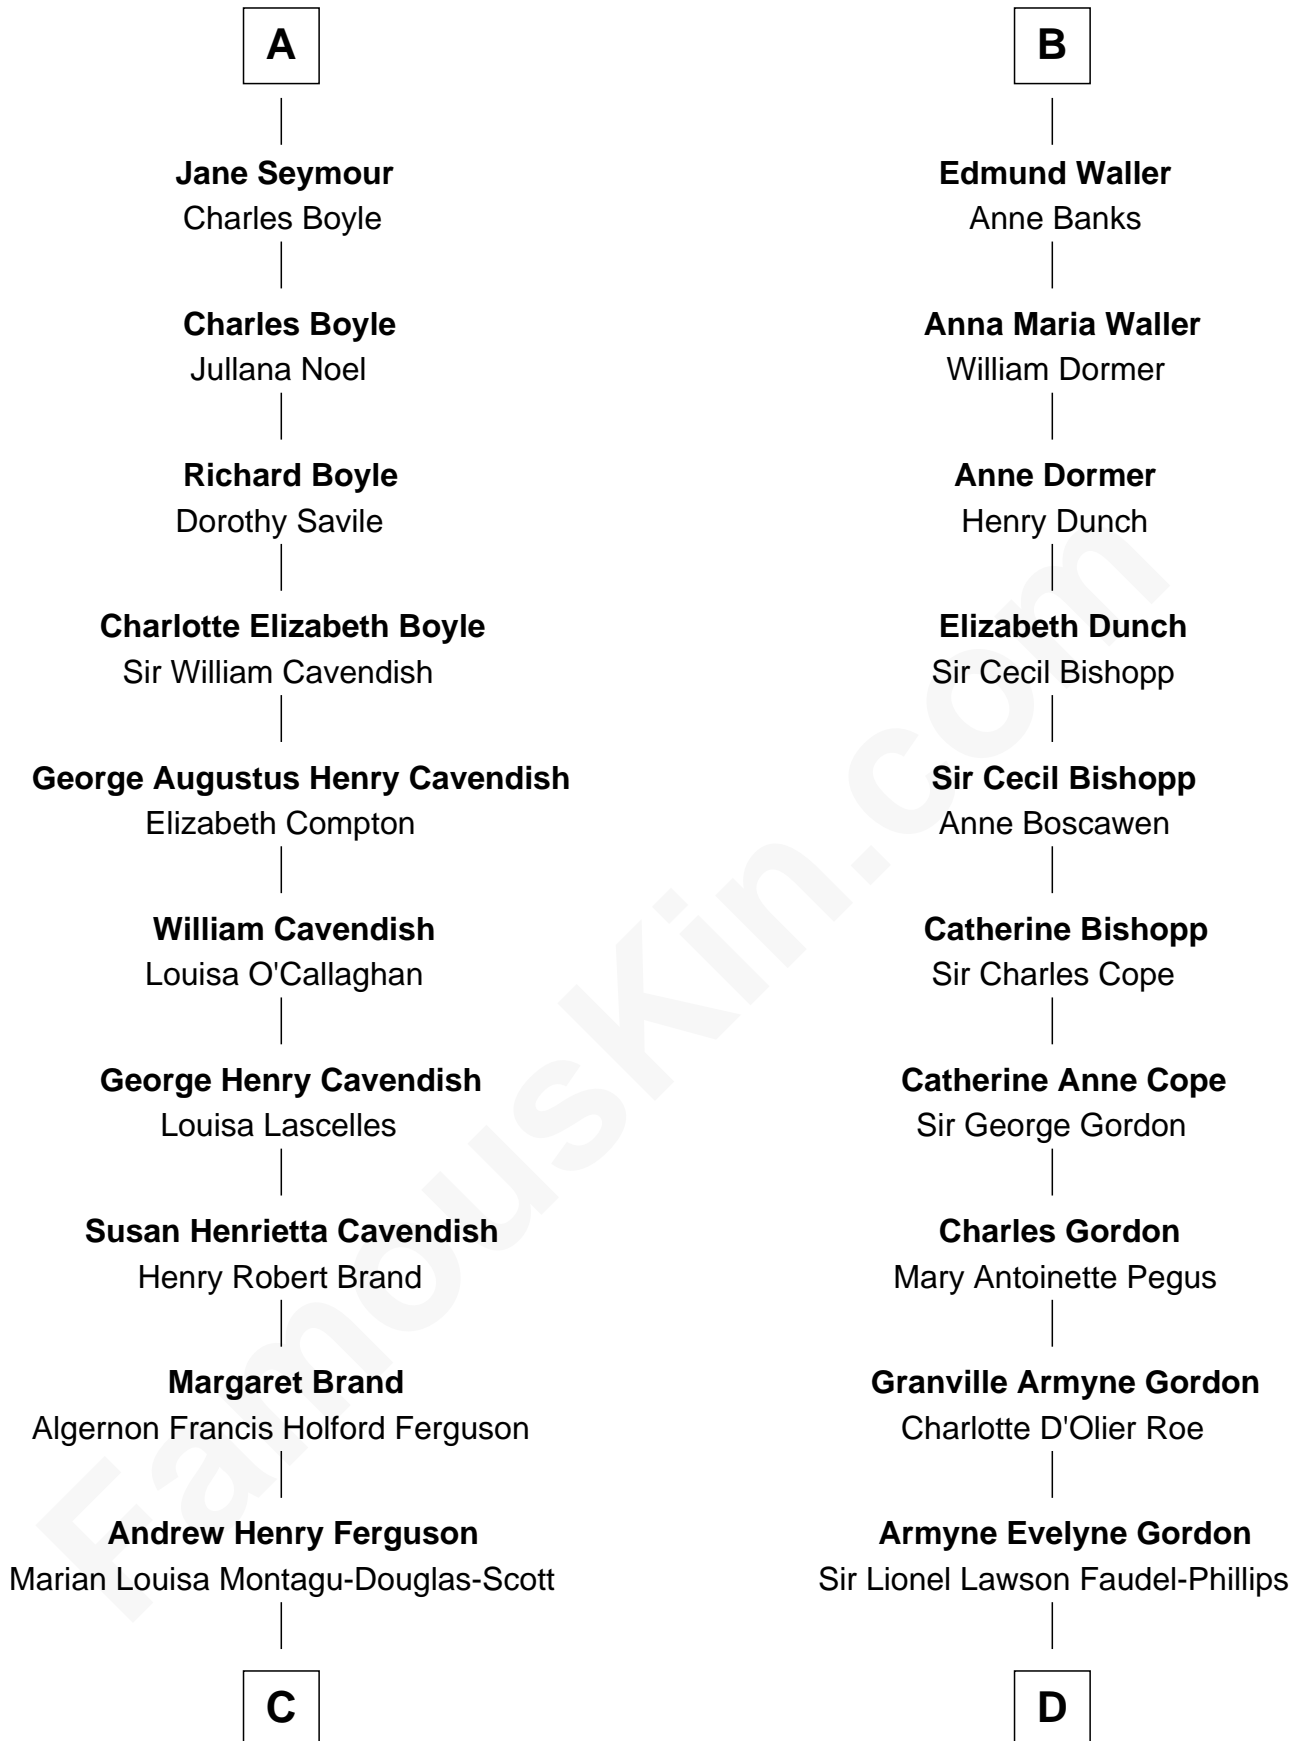 A
Jane Seymour
Charles Boyle
Charles Boyle
Jullana Noel
Richard Boyle
Dorothy Savile
Charlotte Elizabeth Boyle
Sir William Cavendish
George Augustus Henry Cavendish
Elizabeth Compton
William Cavendish
Louisa O'Callaghan
George Henry Cavendish
Louisa Lascelles
Susan Henrietta Cavendish
Henry Robert Brand
Margaret Brand
Algernon Francis Holford Ferguson
Andrew Henry Ferguson
Marian Louisa Montagu-Douglas-Scott
C
B
Edmund Waller
Anne Banks
Anna Maria Waller
William Dormer
Anne Dormer
Henry Dunch
Elizabeth Dunch
Sir Cecil Bishopp
Sir Cecil Bishopp
Anne Boscawen
Catherine Bishopp
Sir Charles Cope
Catherine Anne Cope
Sir George Gordon
Charles Gordon
Mary Antoinette Pegus
Granville Armyne Gordon
Charlotte D'Olier Roe
Armyne Evelyne Gordon
Sir Lionel Lawson Faudel-Phillips
D
FamousKin.com